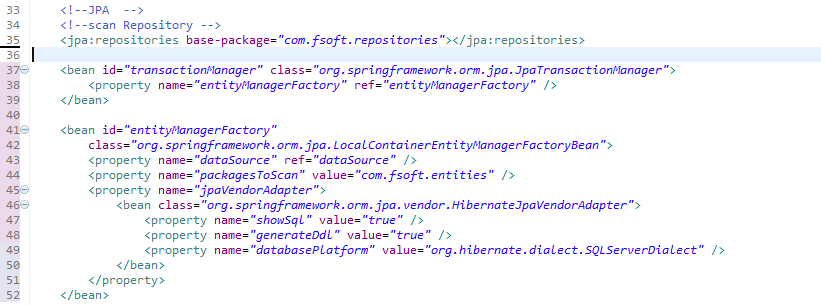 33 <!--JPA  -->
34 <!--scan Repository -->
35 <jpa:repositories base-package="com.fsoft.repositories"></jpa:repositories>
36
37 <bean id="transactionManager" class="org.springframework.orm.jpa.JpaTransactionManager">
38     <property name="entityManagerFactory" ref="entityManagerFactory" />
39 </bean>
40
41 <bean id="entityManagerFactory"
42     class="org.springframework.orm.jpa.LocalContainerEntityManagerFactoryBean">
43     <property name="dataSource" ref="dataSource" />
44     <property name="packagesToScan" value="com.fsoft.entities" />
45     <property name="jpaVendorAdapter">
46         <bean class="org.springframework.orm.jpa.vendor.HibernateJpaVendorAdapter">
47             <property name="showSql" value="true" />
48             <property name="generateDdl" value="true" />
49             <property name="databasePlatform" value="org.hibernate.dialect.SQLServerDialect" />
50         </bean>
51     </property>
52 </bean>